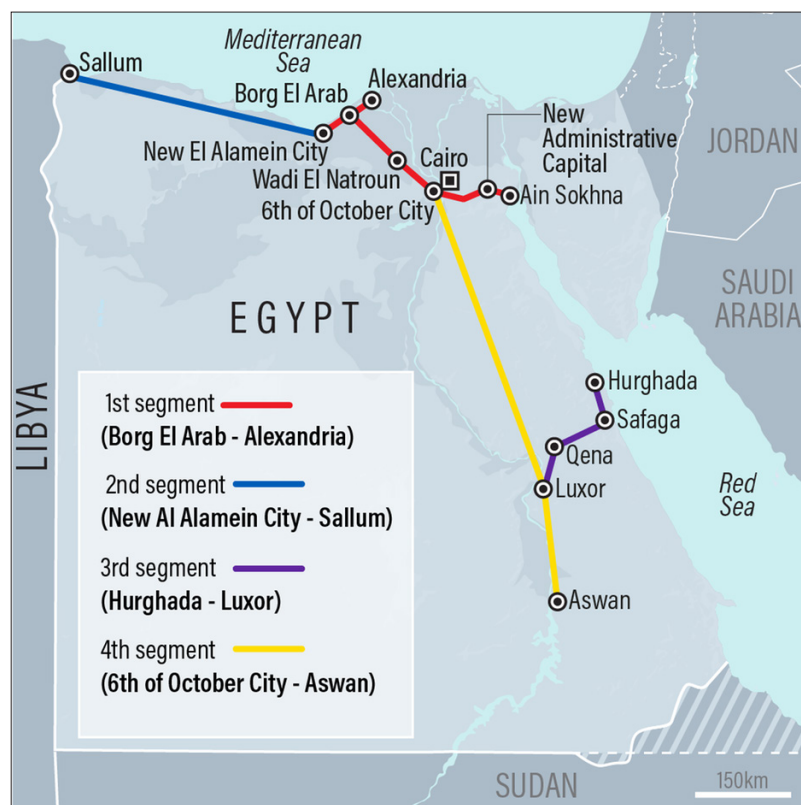 Mediterranean
Sea
Sallum
Alexandria
Borg El Arab
New El Alamein City
Wadi El Natroun
6th of October City
Cairo
New
Administrative
Capital
Ain Sokhna
JORDAN
SAUDI
ARABIA
EGYPT
LIBYA
Hurghada
Safaga
Qena
Luxor
Red
Sea
Aswan
1st segment
(Borg El Arab - Alexandria)
2nd segment
(New Al Alamein City - Sallum)
3rd segment
(Hurghada - Luxor)
4th segment
(6th of October City - Aswan)
SUDAN
150km